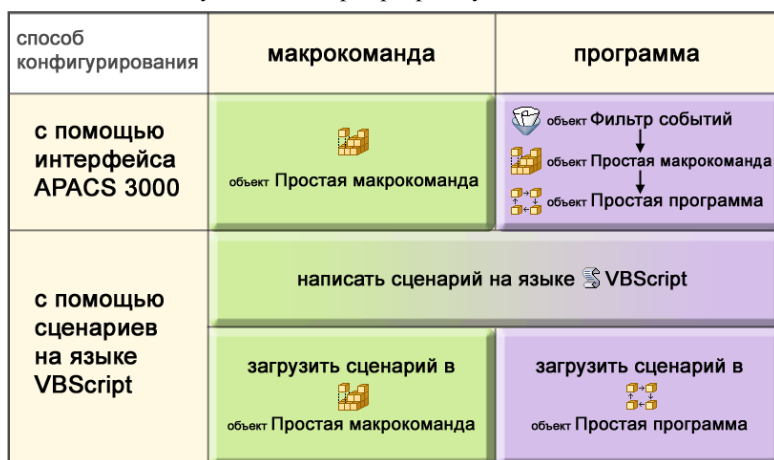 способ
конфигурирования
макрокоманда
программа
с помощью
интерфейса
APACS 3000
объект Простая макрокоманда
объект Фильтр событий
объект Простая макрокоманда
объект Простая программа
с помощью
сценариев
на языке
VBScript
написать сценарий на языке VBScript
загрузить сценарий в
объект Простая макрокоманда
загрузить сценарий в
объект Простая программа